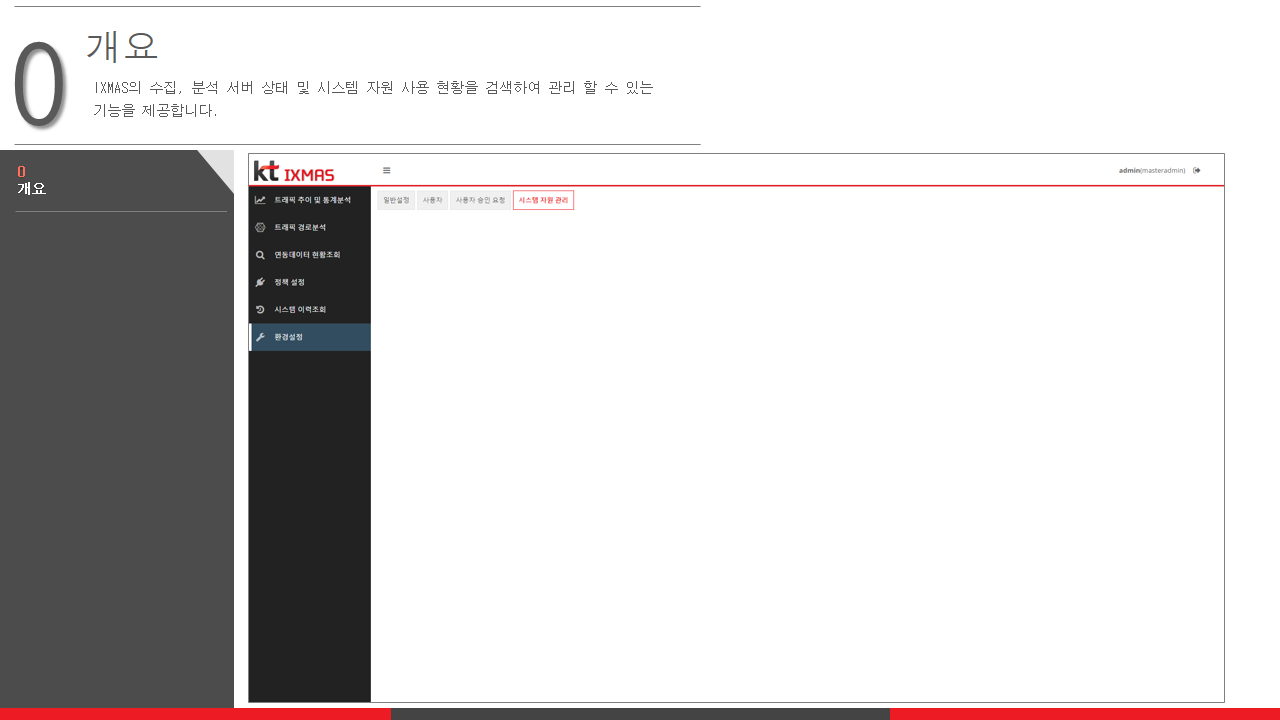 0
개요
IXMAS의 수집, 분석 서버 상태 및 시스템 자원 사용 현황을 검색하여 관리 할 수 있는
기능을 제공합니다.
0
개요
kt IXMAS
admin(masteradmin)
트래픽 추이 및 통계분석
트래픽 경로분석
연동데이터 현황조회
정책 설정
시스템 이력조회
환경설정
일반설정 사용자 사용자 승인 요청 시스템 자원 관리